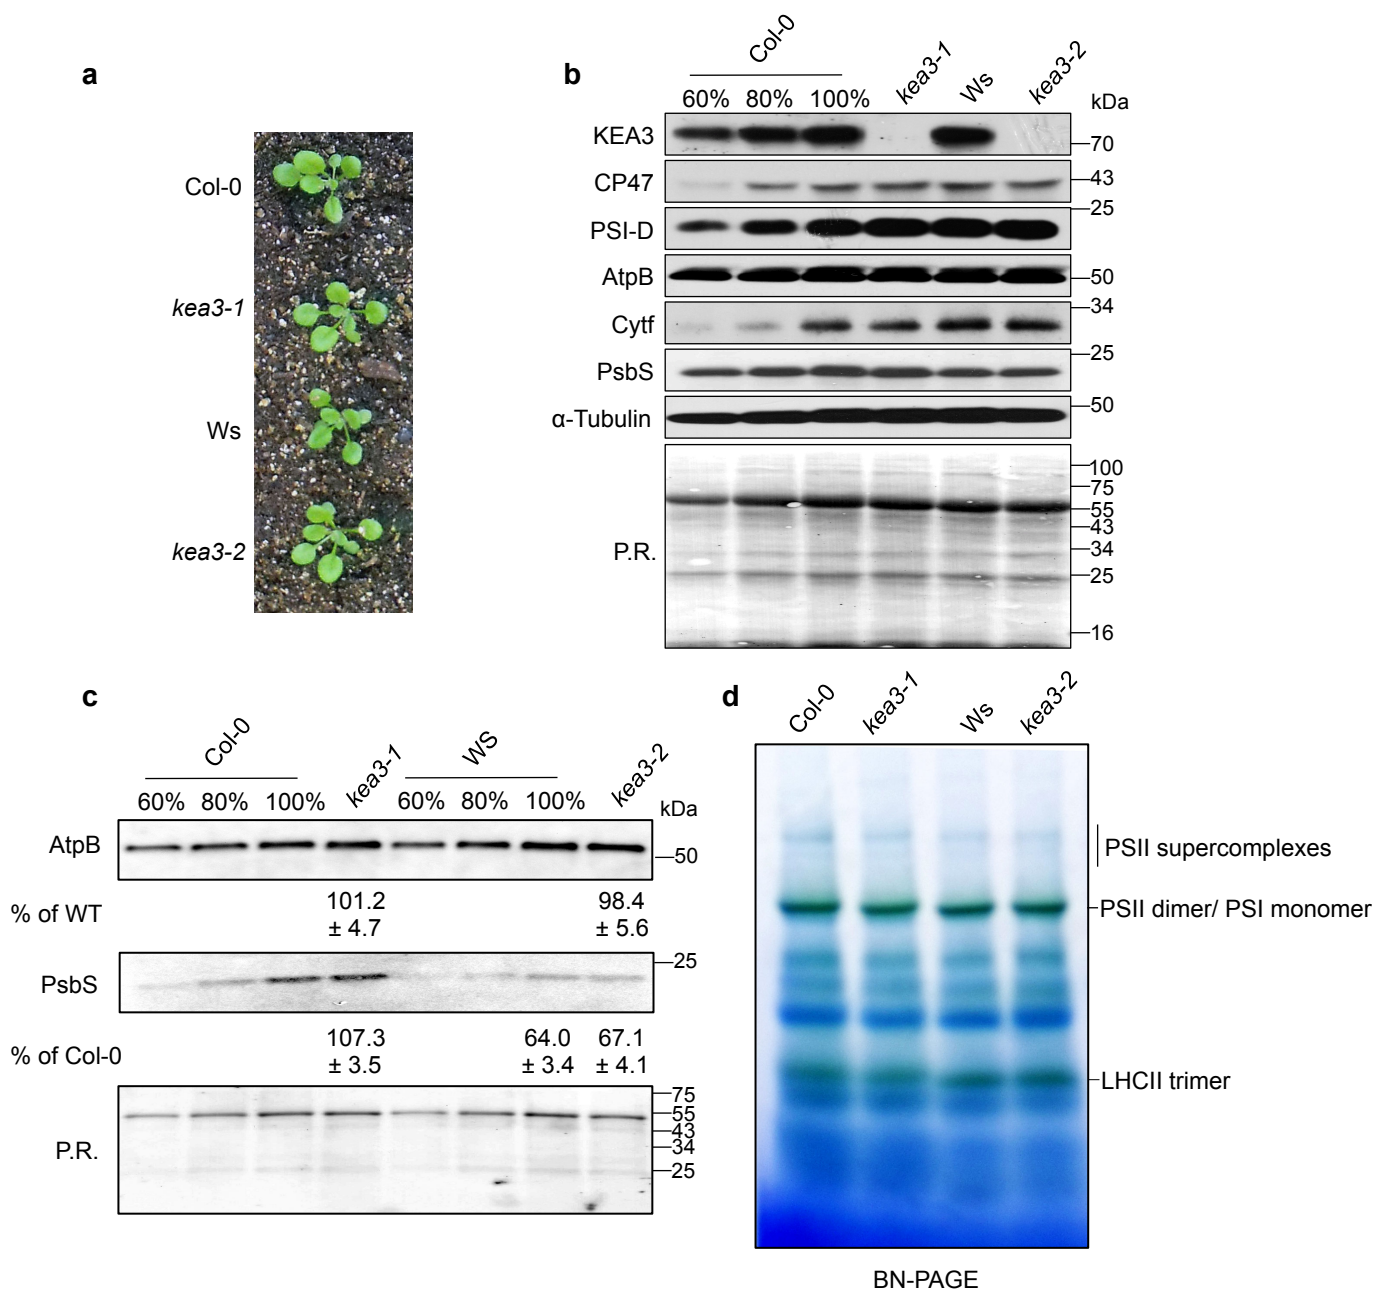 a
Col-0
kea3-1
Ws
kea3-2
b
Col-0
kea3-1
Ws
kea3-2
60% 80% 100%
kDa
KEA3
70
CP47
43
25
PSI-D
AtpB
50
34
Cytf
25
PsbS
50
α-Tubulin
100
75
55
43
34
P.R.
25
16
c
Col-0
kea3-1
WS
kea3-2
60% 80% 100% 60% 80% 100%
kDa
AtpB
50
% of WT
101.2 98.4
± 4.7 ± 5.6
25
PsbS
% of Col-0
107.3 64.0 67.1
± 3.5 ± 3.4 ± 4.1
75
55
43
34
P.R.
25
d
Col-0
kea3-1
Ws
kea3-2
PSII supercomplexes
PSII dimer/ PSI monomer
LHCII trimer
BN-PAGE